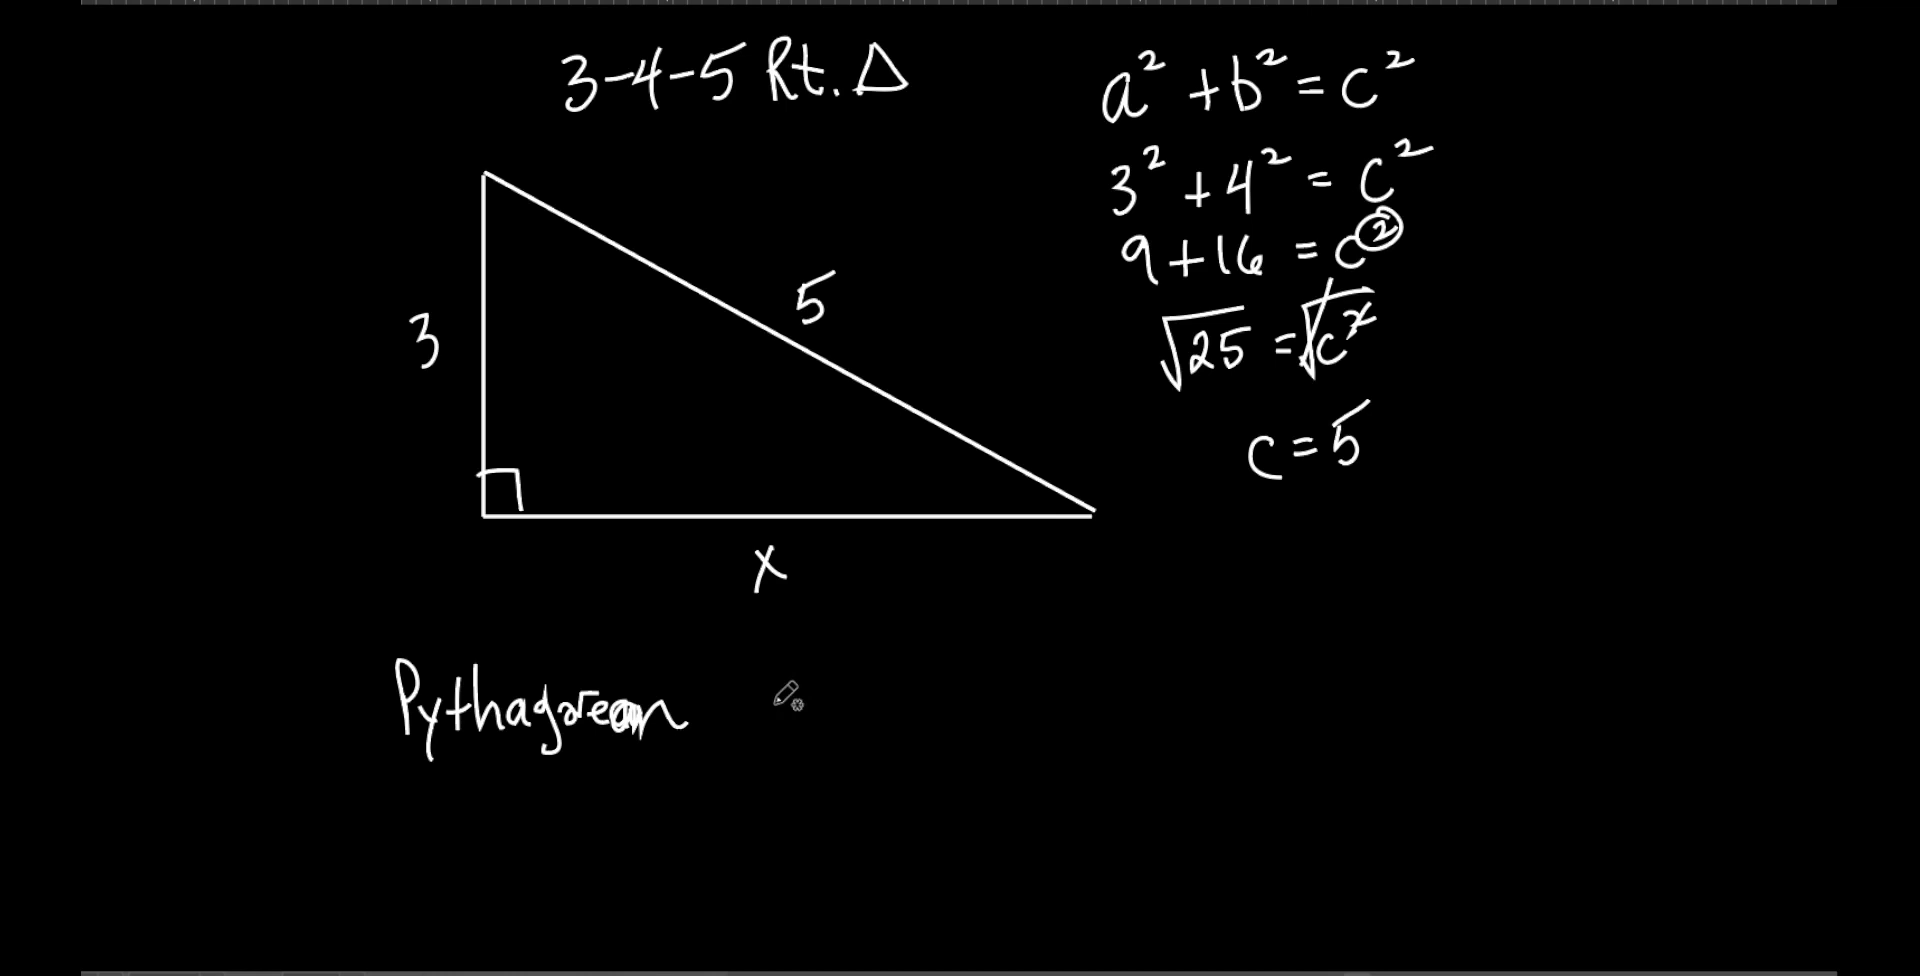 3-4-5 Rt. △
3
5
x
a² + b² = c²
3² + 4² = c²
9 + 16 = c²
√25 = √c²
c = 5
Pythagorean